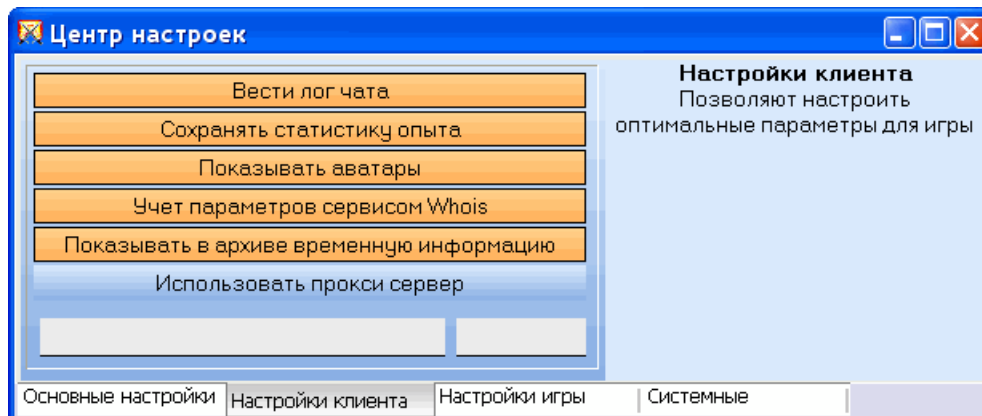 Центр настроек
Вести лог чата
Сохранять статистику опыта
Показывать аватары
Учет параметров сервисом Whois
Показывать в архиве временную информацию
Использовать прокси сервер
Настройки клиента
Позволяют настроить
оптимальные параметры для игры
Основные настройки
Настройки клиента
Настройки игры
Системные